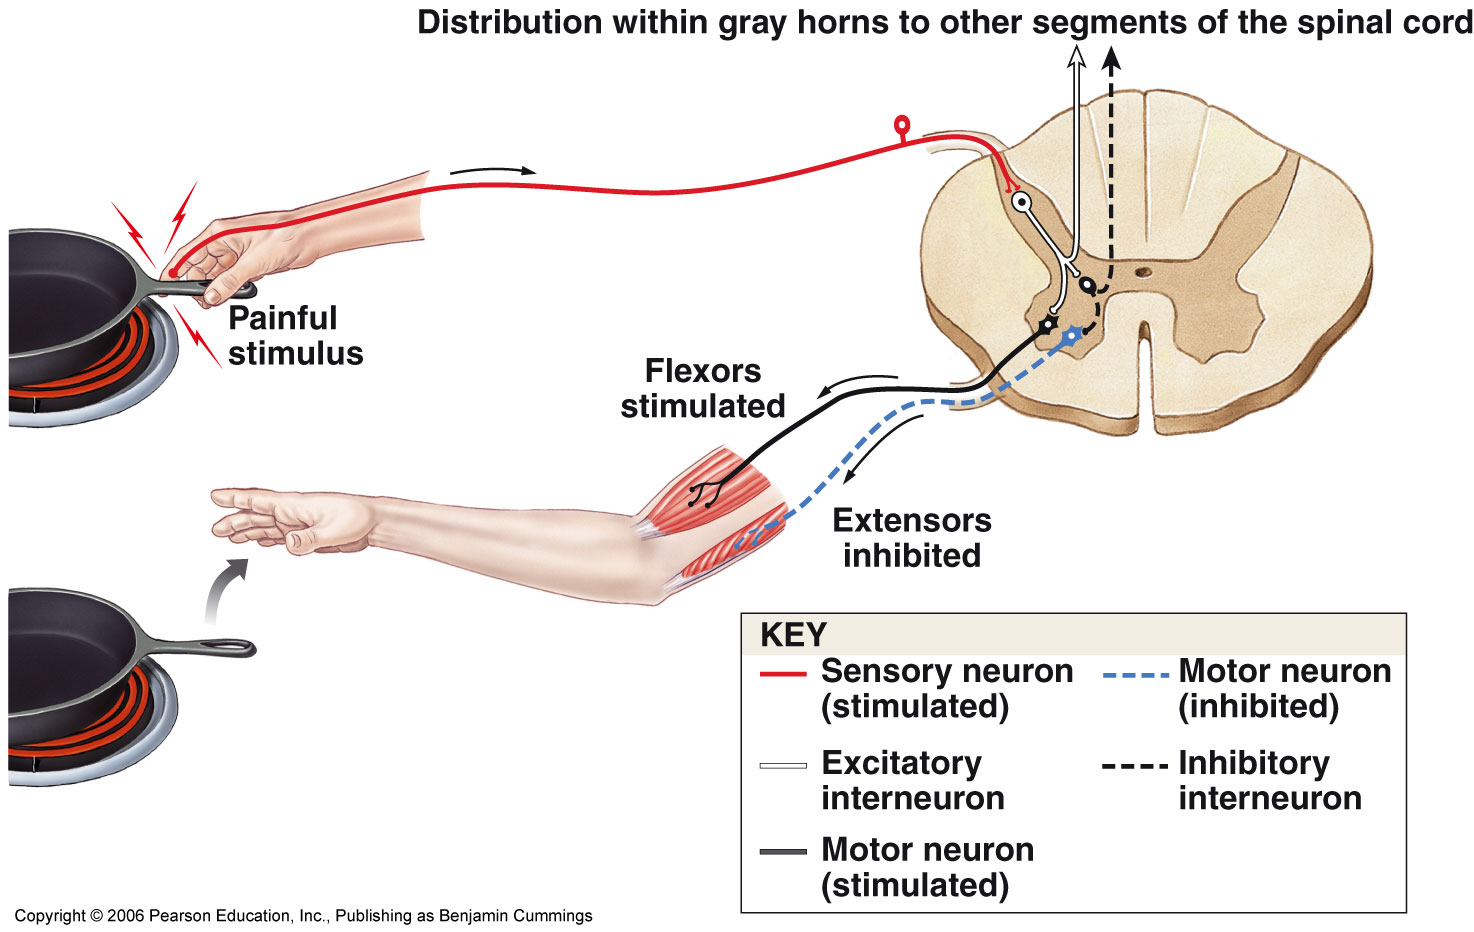 Distribution within gray horns to other segments of the spinal cord
Painful
stimulus
Flexors
stimulated
Extensors
inhibited
KEY
Sensory neuron
(stimulated)
Motor neuron
(inhibited)
Excitatory
interneuron
Inhibitory
interneuron
Motor neuron
(stimulated)
Copyright © 2006 Pearson Education, Inc., Publishing as Benjamin Cummings